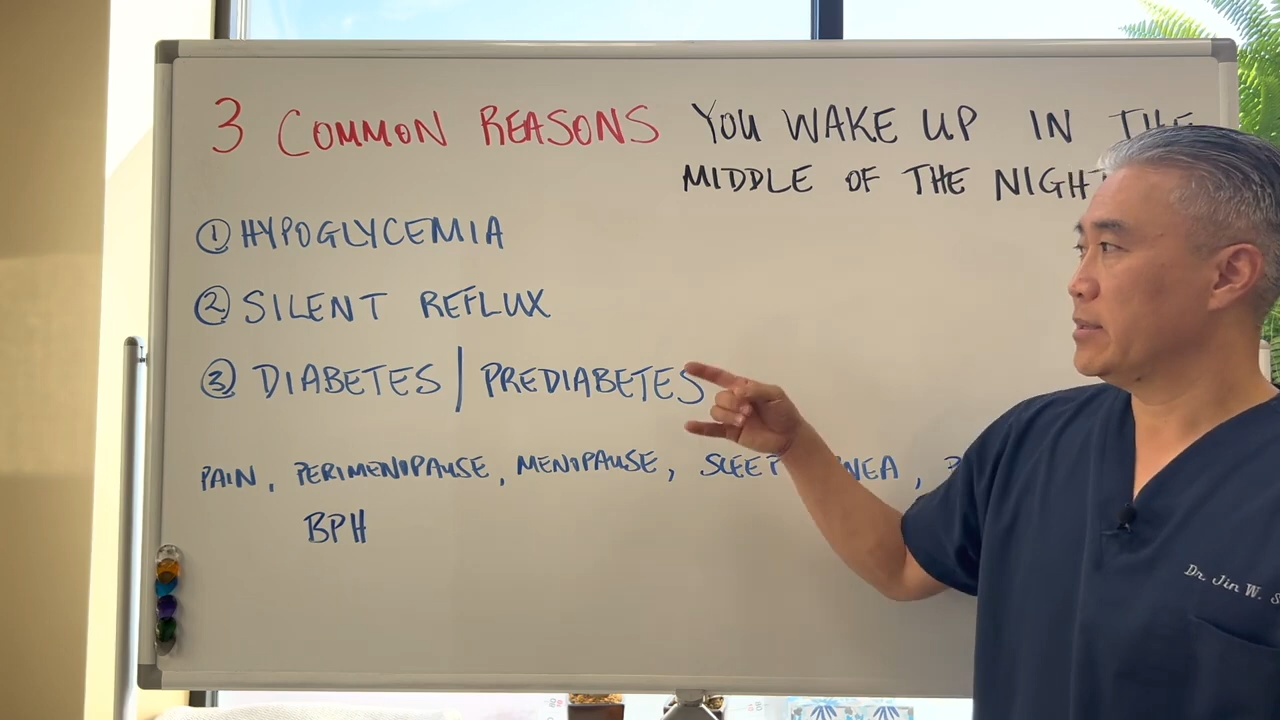 3 COMMON REASONS YOU WAKE UP IN THE
MIDDLE OF THE NIGHT
① HYPOGLYCEMIA
② SILENT REFLUX
③ DIABETES | PREDIABETES
PAIN, PERIMENOPAUSE, MENOPAUSE,
BPH
Dr. Jin W.